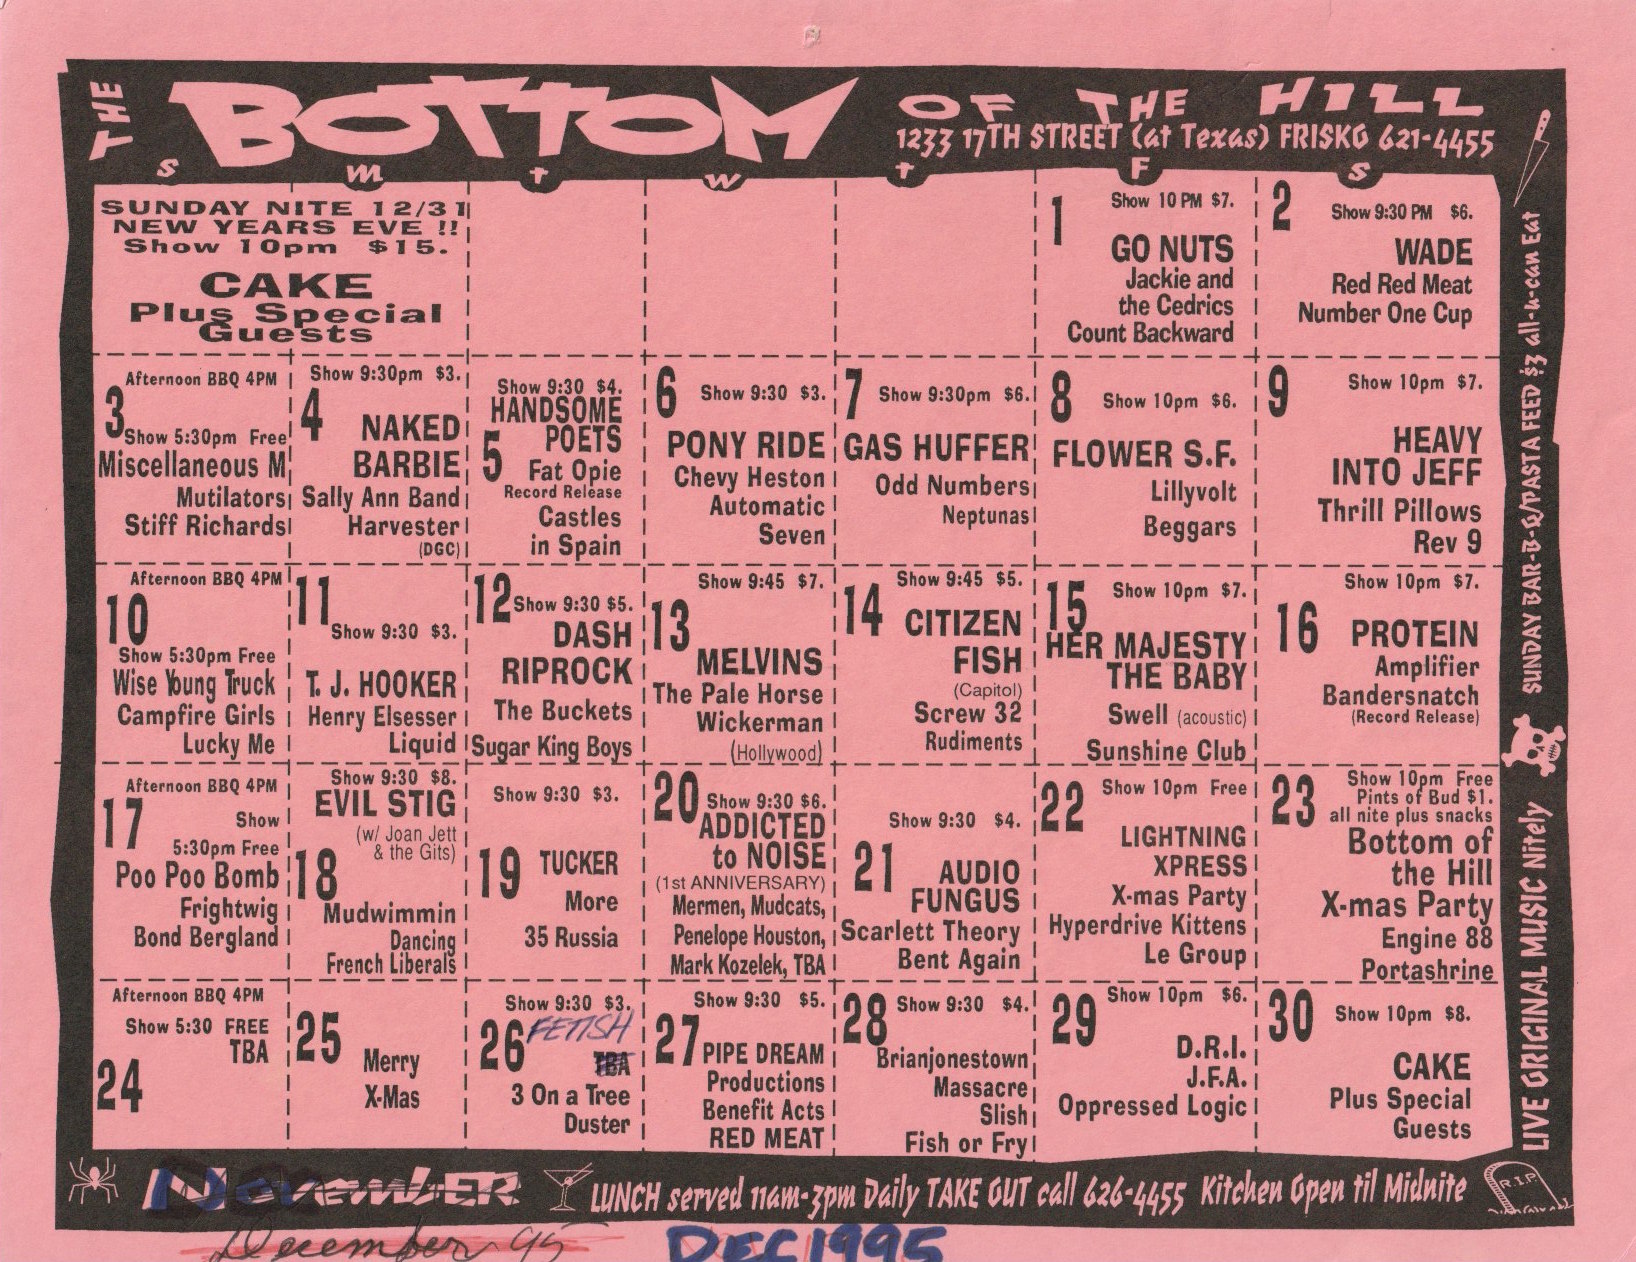 THE BOTTOM OF THE HILL
1233 17TH STREET (at Texas) FRISKO 621-4455
s m t w t F s
SUNDAY NITE 12/31
NEW YEARS EVE !!
Show 10pm $15.
CAKE
Plus Special
Guests
1 Show 10 PM $7.
GO NUTS
Jackie and
the Cedrics
Count Backward
2 Show 9:30 PM $6.
WADE
Red Red Meat
Number One Cup
Afternoon BBQ 4PM
3
Show 5:30pm Free
Miscellaneous M
Mutilators
Stiff Richards
Show 9:30pm $3.
4 NAKED
BARBIE
Sally Ann Band
Harvester
(DGC)
Show 9:30 $4.
HANDSOME
POETS
5 Fat Opie
Record Release
Castles
in Spain
6 Show 9:30 $3.
PONY RIDE
Chevy Heston
Automatic
Seven
7 Show 9:30pm $6.
GAS HUFFER
Odd Numbers
Neptunas
8 Show 10pm $6.
FLOWER S.F.
Lillyvolt
Beggars
9 Show 10pm $7.
HEAVY
INTO JEFF
Thrill Pillows
Rev 9
Afternoon BBQ 4PM
10
Show 5:30pm Free
Wise Young Truck
Campfire Girls
Lucky Me
11
Show 9:30 $3.
T. J. HOOKER
Henry Elsesser
Liquid
12 Show 9:30 $5.
DASH
RIPROCK
The Buckets
Sugar King Boys
Show 9:45 $7.
13
MELVINS
The Pale Horse
Wickerman
(Hollywood)
Show 9:45 $5.
14 CITIZEN
FISH
(Capitol)
Screw 32
Rudiments
15 Show 10pm $7.
HER MAJESTY
THE BABY
Swell (acoustic)
Sunshine Club
Show 10pm $7.
16 PROTEIN
Amplifier
Bandersnatch
(Record Release)
Afternoon BBQ 4PM
17 Show
5:30pm Free
Poo Poo Bomb
Frightwig
Bond Bergland
Show 9:30 $8.
EVIL STIG
(w/ Joan Jett
& the Gits)
18
Mudwimmin
Dancing
French Liberals
Show 9:30 $3.
19 TUCKER
More
35 Russia
20 Show 9:30 $6.
ADDICTED
to NOISE
(1st ANNIVERSARY)
Mermen, Mudcats,
Penelope Houston,
Mark Kozelek, TBA
Show 9:30 $4.
21 AUDIO
FUNGUS
Scarlett Theory
Bent Again
22 Show 10pm Free
LIGHTNING
XPRESS
X-mas Party
Hyperdrive Kittens
Le Group
23 Show 10pm Free
Pints of Bud $1.
all nite plus snacks
Bottom of
the Hill
X-mas Party
Engine 88
Portashrine
Afternoon BBQ 4PM
Show 5:30 FREE
TBA
24
25 Merry
X-Mas
Show 9:30 $3.
26 FETISH
TBA
3 On a Tree
Duster
Show 9:30 $5.
27 PIPE DREAM
Productions
Benefit Acts
RED MEAT
28 Show 9:30 $4.
Brianjonestown
Massacre
Slish
Fish or Fry
29 Show 10pm $6.
D.R.I.
J.F.A.
Oppressed Logic
30 Show 10pm $8.
CAKE
Plus Special
Guests
LIVE ORIGINAL MUSIC Nitely
SUNDAY BAR-B-Q/PASTA FEED $3 all-u-can Eat
NovemBER
LUNCH served 11am-3pm Daily TAKE OUT call 626-4455 Kitchen Open til Midnite
R.I.P.
December 95
DEC 1995